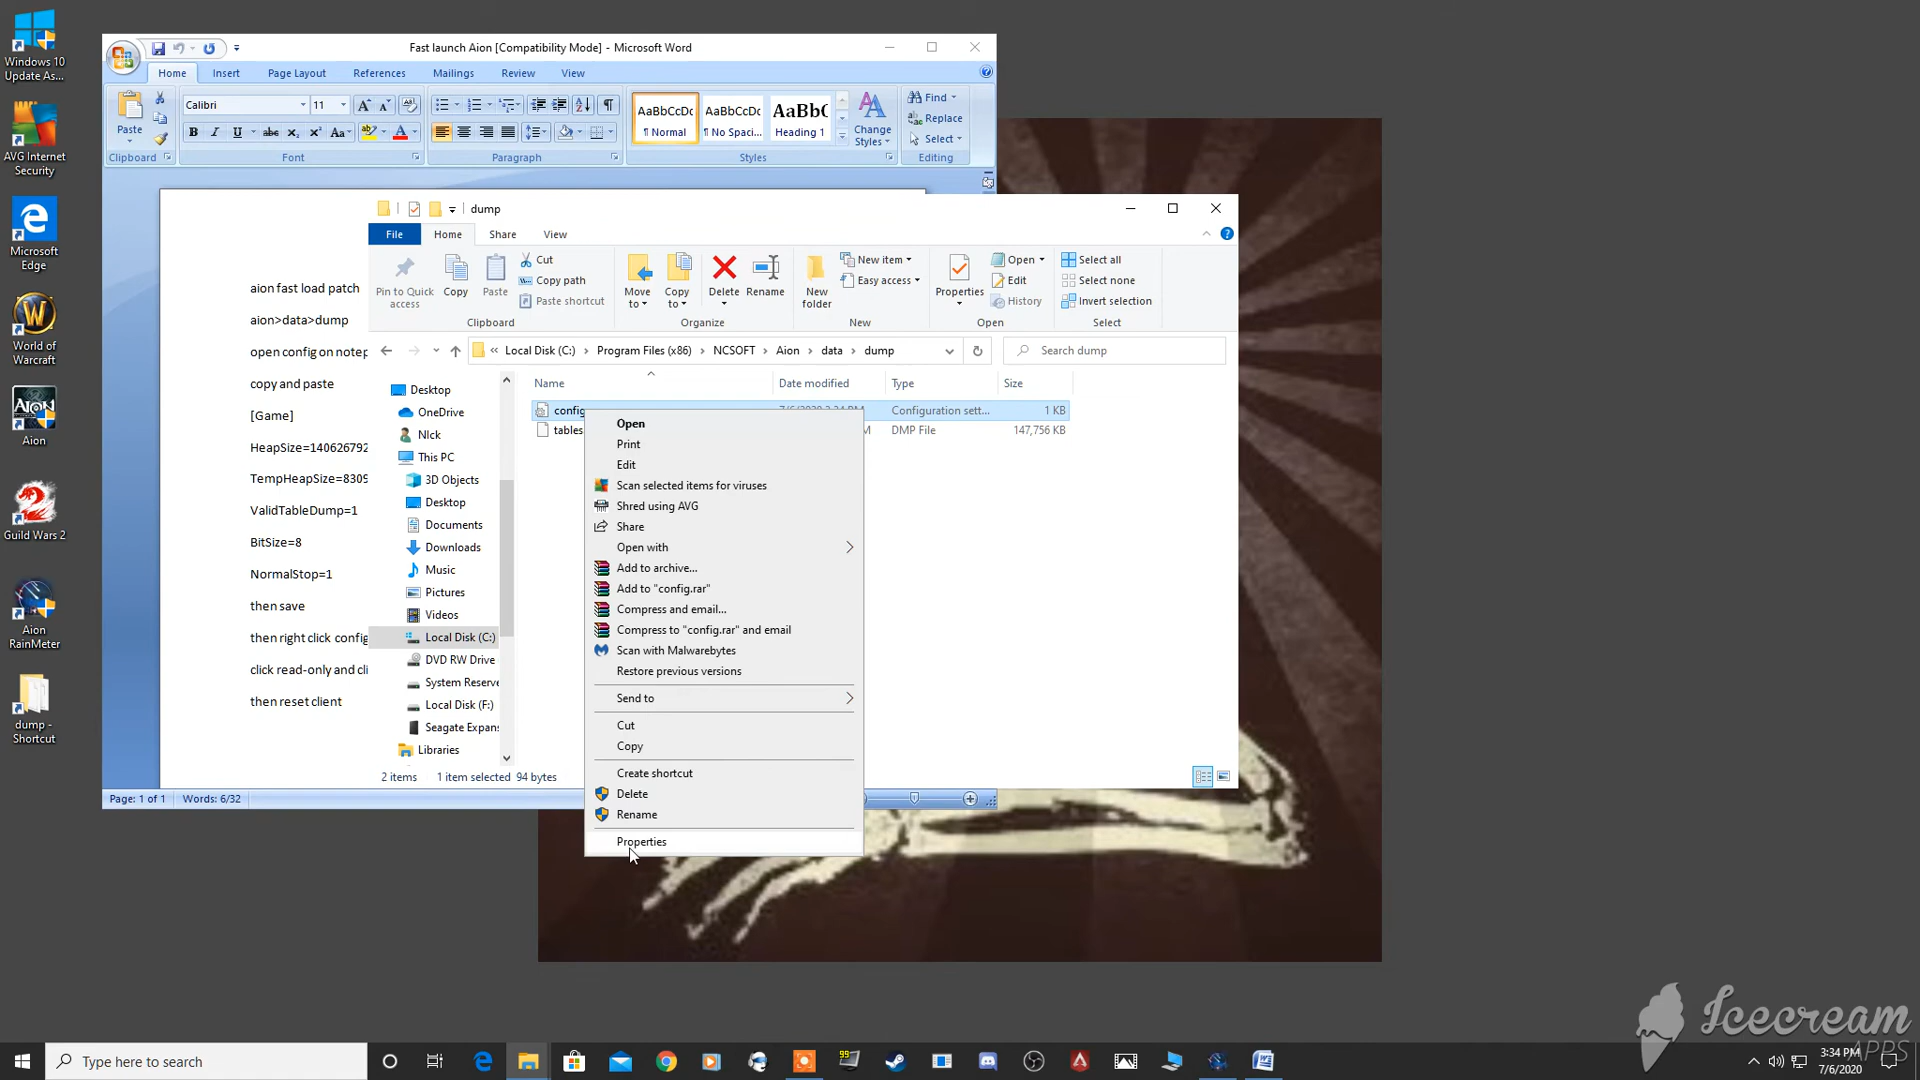 Windows 10
Update As...
AVG Internet
Security
Microsoft
Edge
World of
Warcraft
Aion
Guild Wars 2
Aion
RainMeter
dump -
Shortcut
Fast launch Aion [Compatibility Mode] - Microsoft Word
Home Insert Page Layout References Mailings Review View
Paste
Calibri 11
AaBbCcDc AaBbCcDc AaBbC
¶ Normal ¶ No Spaci... Heading 1
Change
Styles
Find
Replace
Select
Clipboard Font Paragraph Styles Editing
aion fast load patch
aion>data>dump
open config on notep
copy and paste
[Game]
HeapSize=140626792
TempHeapSize=8309
ValidTableDump=1
BitSize=8
NormalStop=1
then save
then right click config
click read-only and cli
then reset client
Page: 1 of 1 Words: 6/32
dump
File Home Share View
Pin to Quick
access
Copy
Paste
Cut
Copy path
Paste shortcut
Move
to
Copy
to
Delete
Rename
New
folder
New item
Easy access
Properties
Open
Edit
History
Select all
Select none
Invert selection
Clipboard Organize New Open Select
« Local Disk (C:) Program Files (x86) NCSOFT Aion data dump
Search dump
Name Date modified Type Size
config 7/6/2020 3:34 PM Configuration sett... 1 KB
tables M DMP File 147,756 KB
Desktop
OneDrive
NIck
This PC
3D Objects
Desktop
Documents
Downloads
Music
Pictures
Videos
Local Disk (C:)
DVD RW Drive
System Reserve
Local Disk (F:)
Seagate Expans
Libraries
2 items 1 item selected 94 bytes
Open
Print
Edit
Scan selected items for viruses
Shred using AVG
Share
Open with
Add to archive...
Add to "config.rar"
Compress and email...
Compress to "config.rar" and email
Scan with Malwarebytes
Restore previous versions
Send to
Cut
Copy
Create shortcut
Delete
Rename
Properties
Icecream
APPS
Type here to search
3:34 PM
7/6/2020